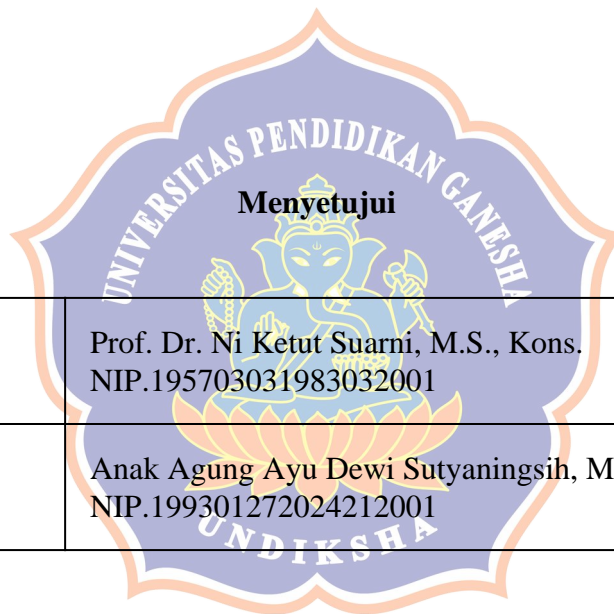 UNIVERSITAS PENDIDIKAN GANESHA
Menyetujui
Prof. Dr. Ni Ketut Suarni, M.S., Kons.
NIP.195703031983032001
Anak Agung Ayu Dewi Sutyaningsih, M
NIP.199301272024212001
UNDIKSHA